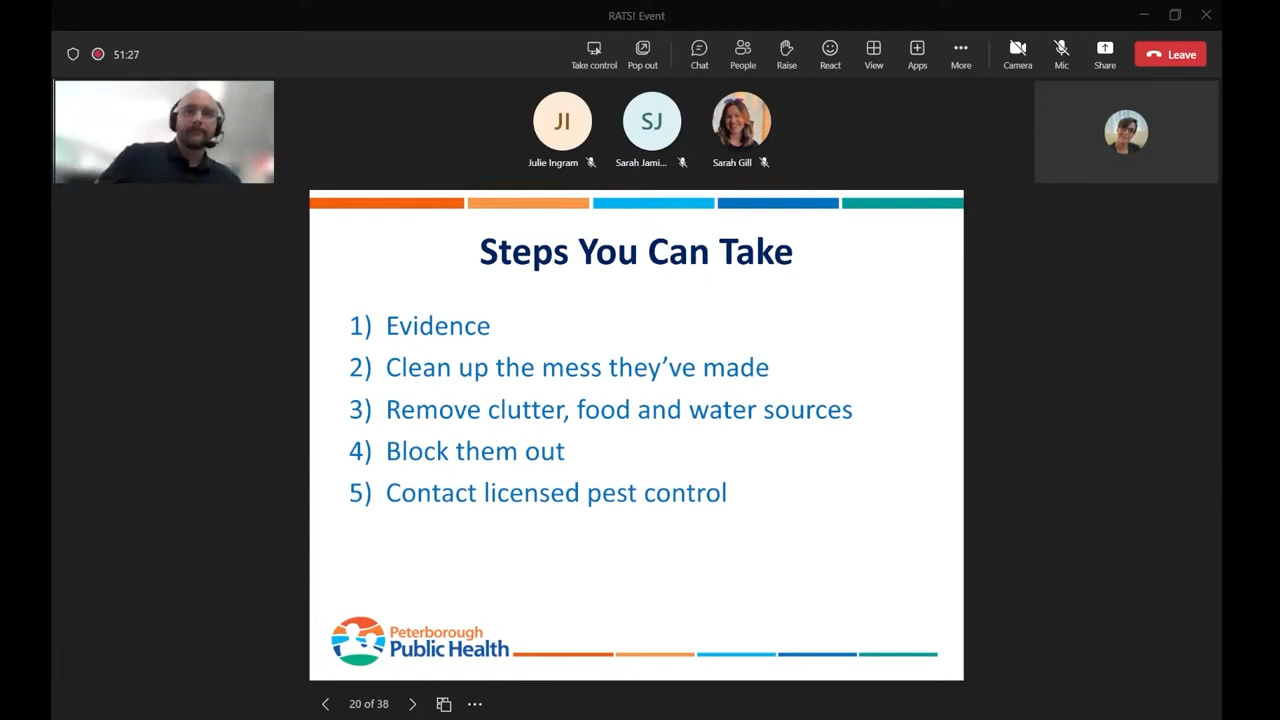 RATS! Event
51:27
Take control
Pop out
Chat
People
Raise
React
View
Apps
More
Camera
Mic
Share
Leave
JI
SJ
Julie Ingram
Sarah Jami...
Sarah Gill
Steps You Can Take
1) Evidence
2) Clean up the mess they’ve made
3) Remove clutter, food and water sources
4) Block them out
5) Contact licensed pest control
Peterborough
Public Health
20 of 38